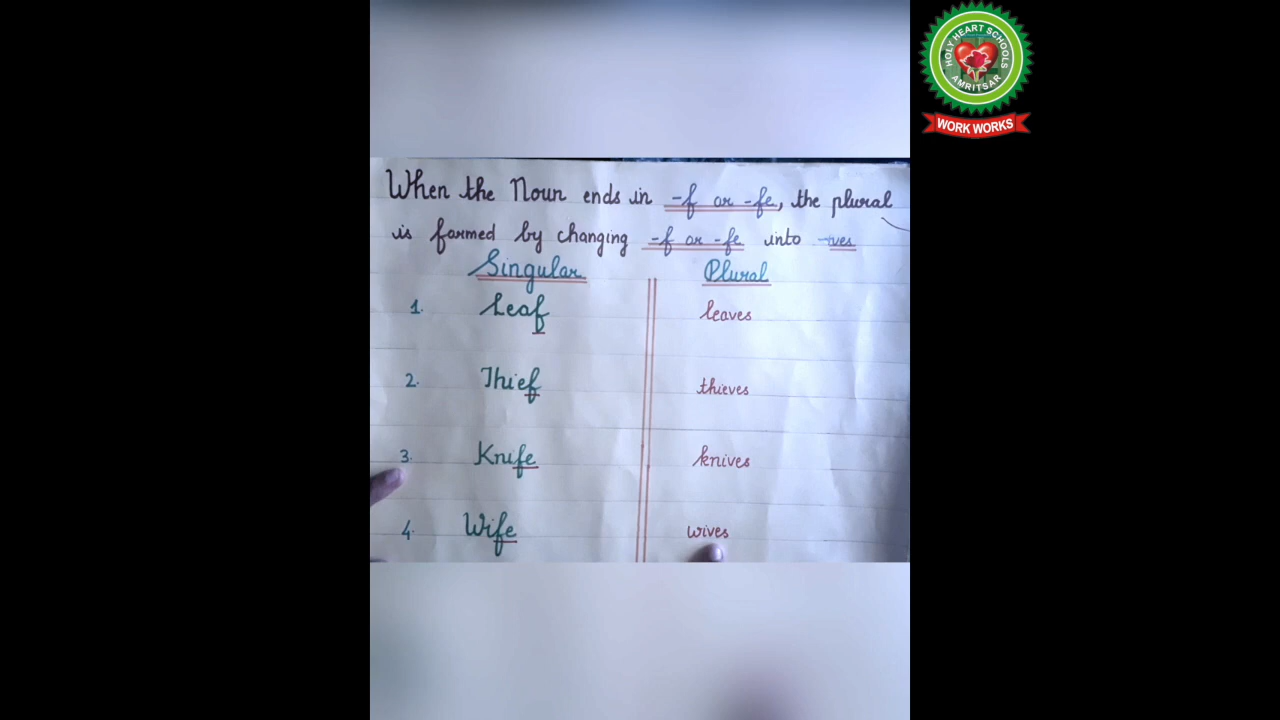 HOLY HEART SCHOOLS
AMRITSAR
WORK WORKS
When the Noun ends in -f or -fe, the plural
is formed by changing -f or -fe into -ves
Singular Plural
1. Leaf leaves
2. Thief thieves
3. Knife knives
4. Wife wives